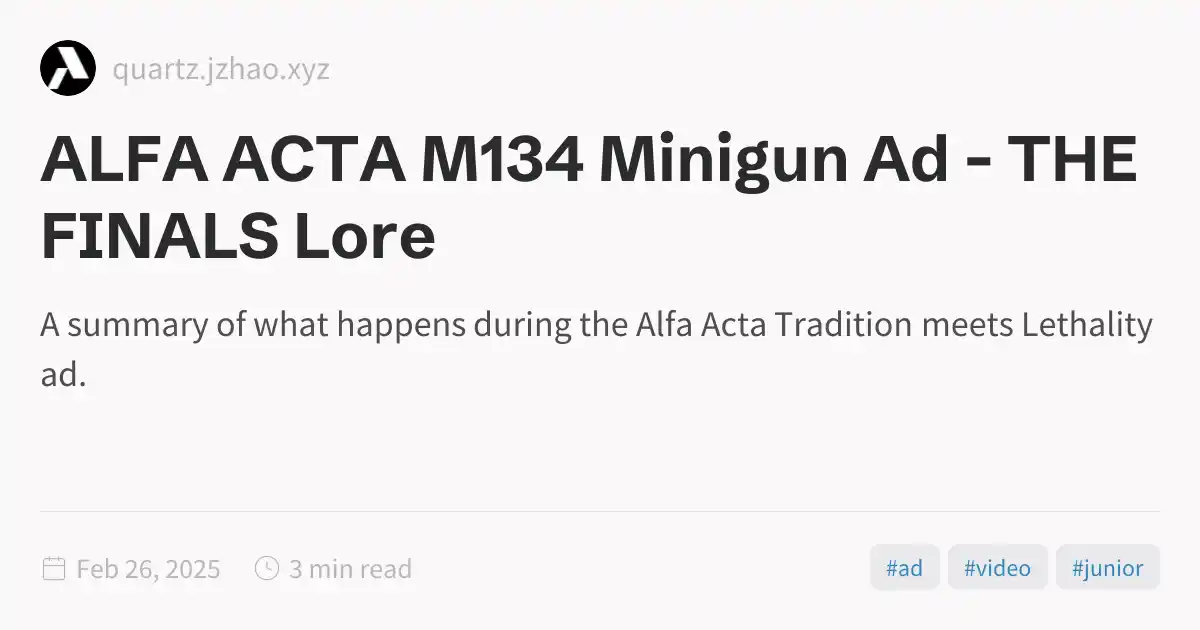 quartz.jzhao.xyz
ALFA ACTA M134 Minigun Ad - THE
FINALS Lore
A summary of what happens during the Alfa Acta Tradition meets Lethality
ad.
Feb 26, 2025 3 min read #ad #video #junior